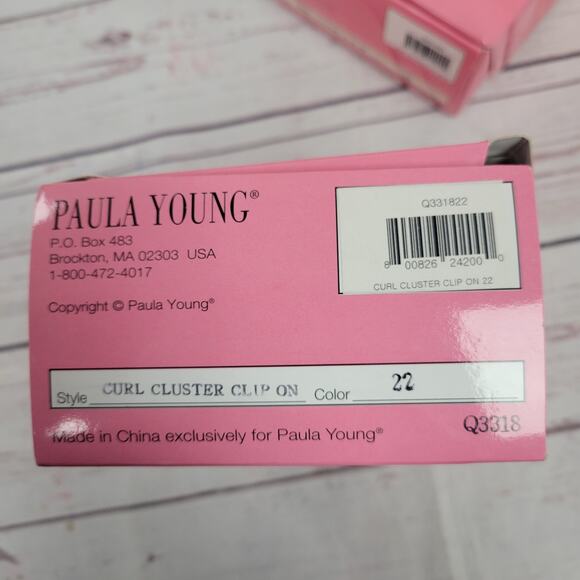 PAULA YOUNG®
P.O. Box 483
Brockton, MA 02303 USA
1-800-472-4017
Copyright © Paula Young®
Q331822
8 00826 24200 0
CURL CLUSTER CLIP ON 22
Style CURL CLUSTER CLIP ON Color 22
Made in China exclusively for Paula Young®
Q3318